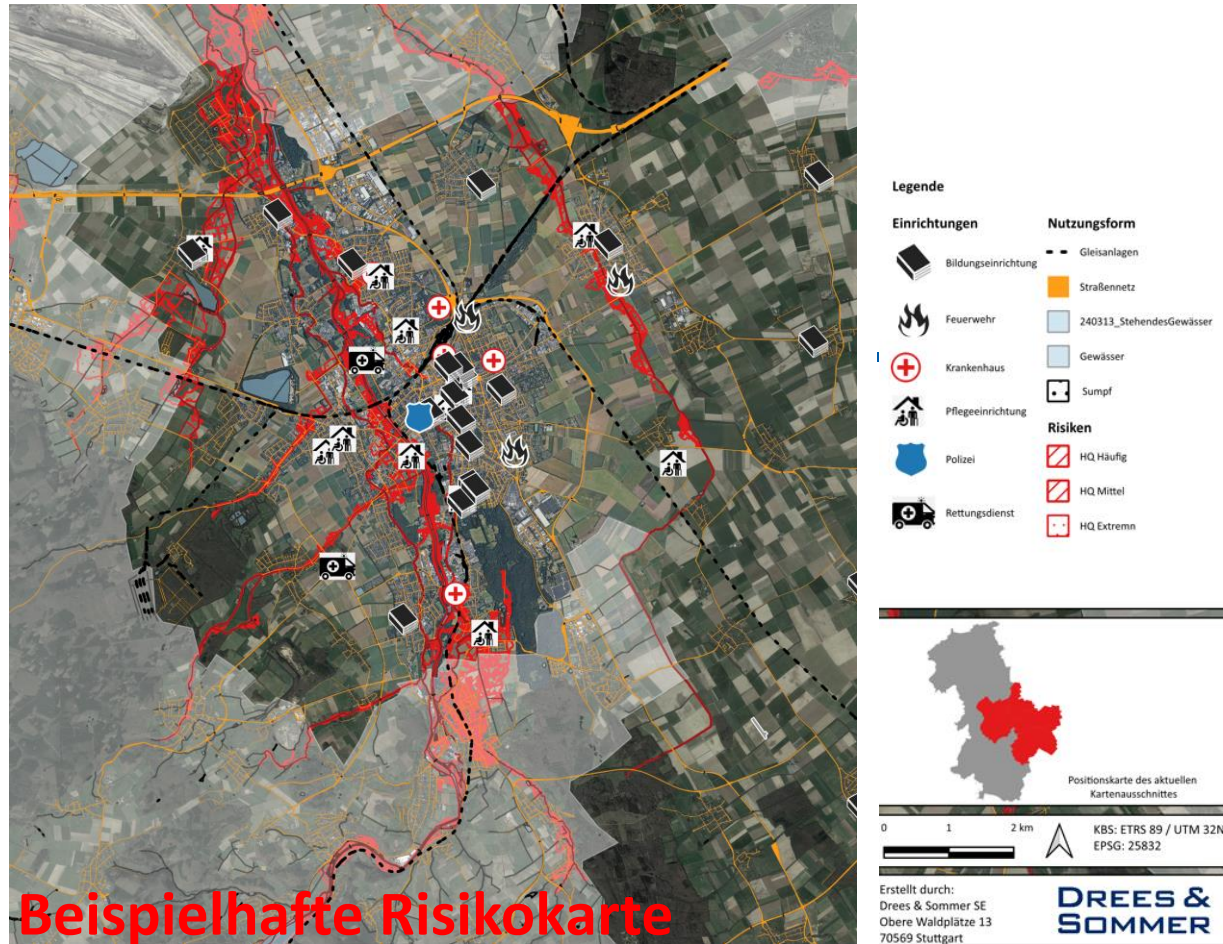 Beispielhafte Risikokarte
Legende
Einrichtungen
Bildungseinrichtung
Feuerwehr
Krankenhaus
Pflegeeinrichtung
Polizei
Rettungsdienst
Nutzungsform
Gleisanlagen
Straßennetz
240313_StehendesGewässer
Gewässer
Sumpf
Risiken
HQ Häufig
HQ Mittel
HQ Extremn
Positionskarte des aktuellen
Kartenausschnittes
0 1 2 km
KBS: ETRS 89 / UTM 32N
EPSG: 25832
Erstellt durch:
Drees & Sommer SE
Obere Waldplätze 13
70569 Stuttgart
DREES &
SOMMER